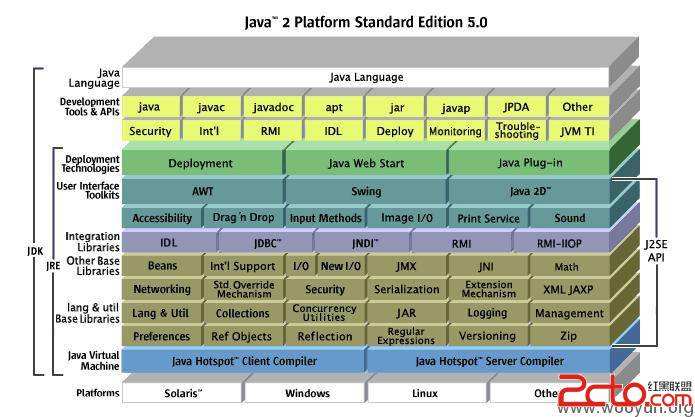 Java™ 2 Platform Standard Edition 5.0
Java Language
Java Language
Development Tools & APIs
java javac javadoc apt jar javap JPDA Other
Security Int'l RMI IDL Deploy Monitoring Trouble-shooting JVM TI
Deployment Technologies
Deployment Java Web Start Java Plug-in
User Interface Toolkits
AWT Swing Java 2D™
Accessibility Drag 'n Drop Input Methods Image I/O Print Service Sound
Integration Libraries
IDL JDBC™ JNDI™ RMI RMI-IIOP
JDK
JRE
J2SE API
Other Base Libraries
Beans Int'l Support I/O New I/O JMX JNI Math
Networking Std. Override Mechanism Security Serialization Extension Mechanism XML JAXP
lang & util Base Libraries
Lang & Util Collections Concurrency Utilities JAR Logging Management
Preferences Ref Objects Reflection Regular Expressions Versioning Zip
Java Virtual Machine
Java Hotspot™ Client Compiler Java Hotspot™ Server Compiler
Platforms
Solaris™ Windows Linux
2cto.com
红黑联盟
www.wooyun.org